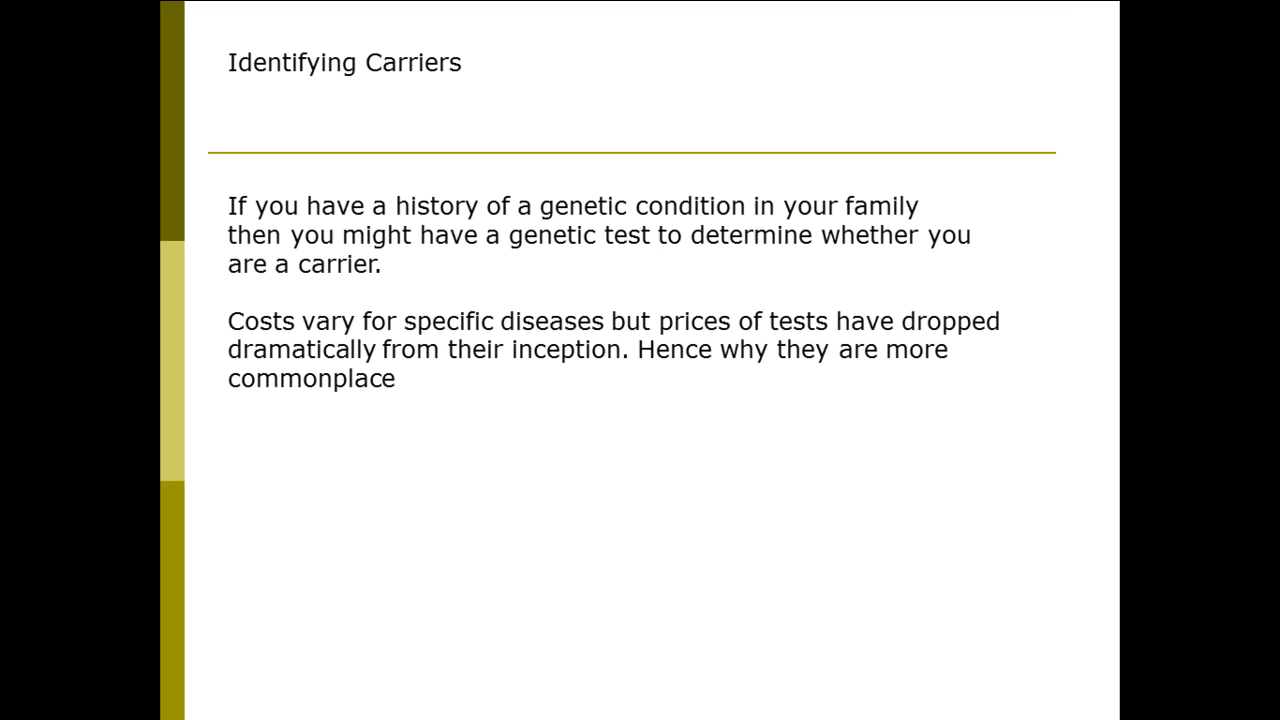 Identifying Carriers
If you have a history of a genetic condition in your family
then you might have a genetic test to determine whether you
are a carrier.
Costs vary for specific diseases but prices of tests have dropped
dramatically from their inception. Hence why they are more
commonplace